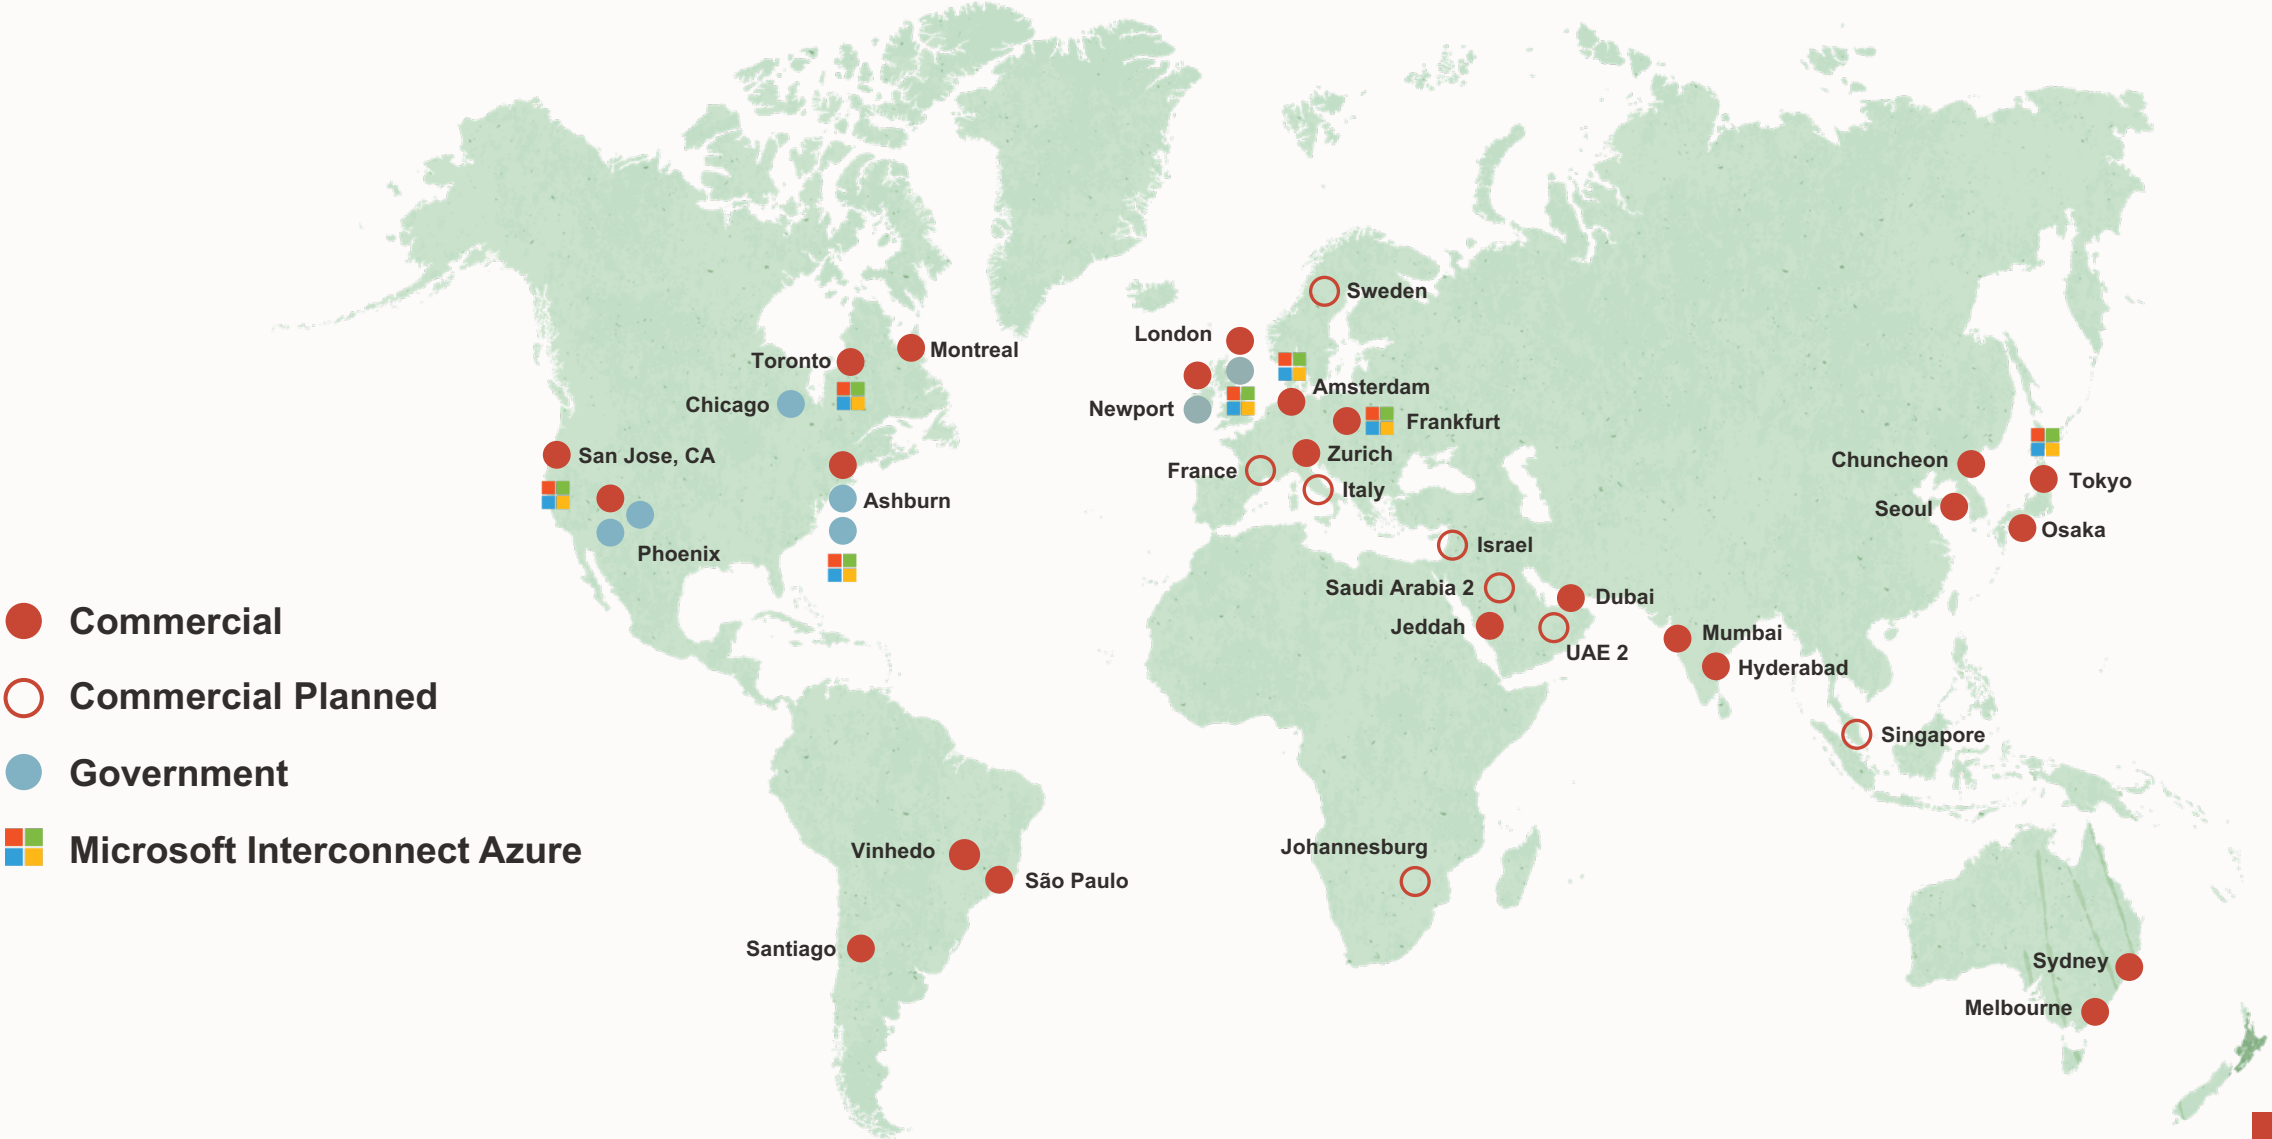 Sweden
London
Toronto
Montreal
Amsterdam
Chicago
Newport
Frankfurt
San Jose, CA
Zurich
Chuncheon
France
Tokyo
Italy
Ashburn
Seoul
Osaka
Phoenix
Israel
Saudi Arabia 2
Dubai
Commercial
Jeddah
Mumbai
UAE 2
Hyderabad
Commercial Planned
Singapore
Government
Microsoft Interconnect Azure
Vinhedo
Johannesburg
São Paulo
Santiago
Sydney
Melbourne